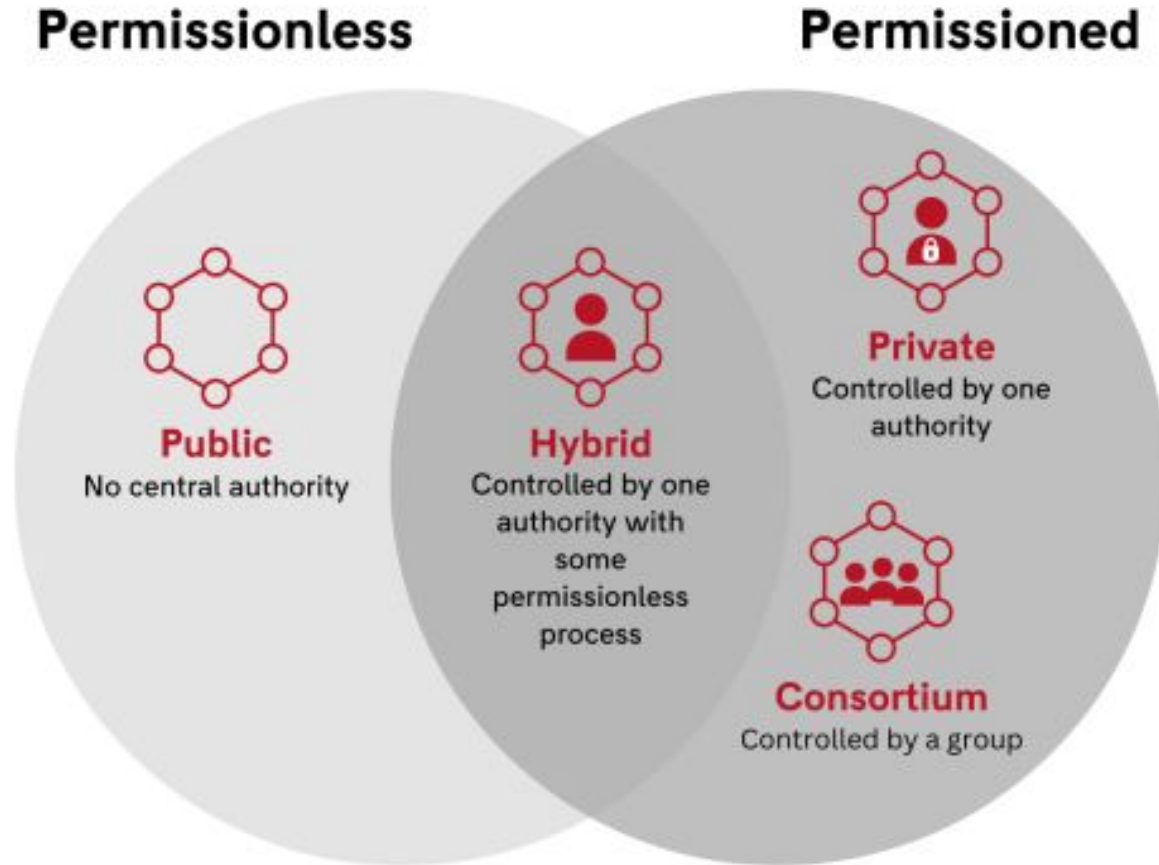 Permissionless
Permissioned
Public
No central authority
Hybrid
Controlled by one
authority with
some
permissionless
process
Private
Controlled by one
authority
Consortium
Controlled by a group